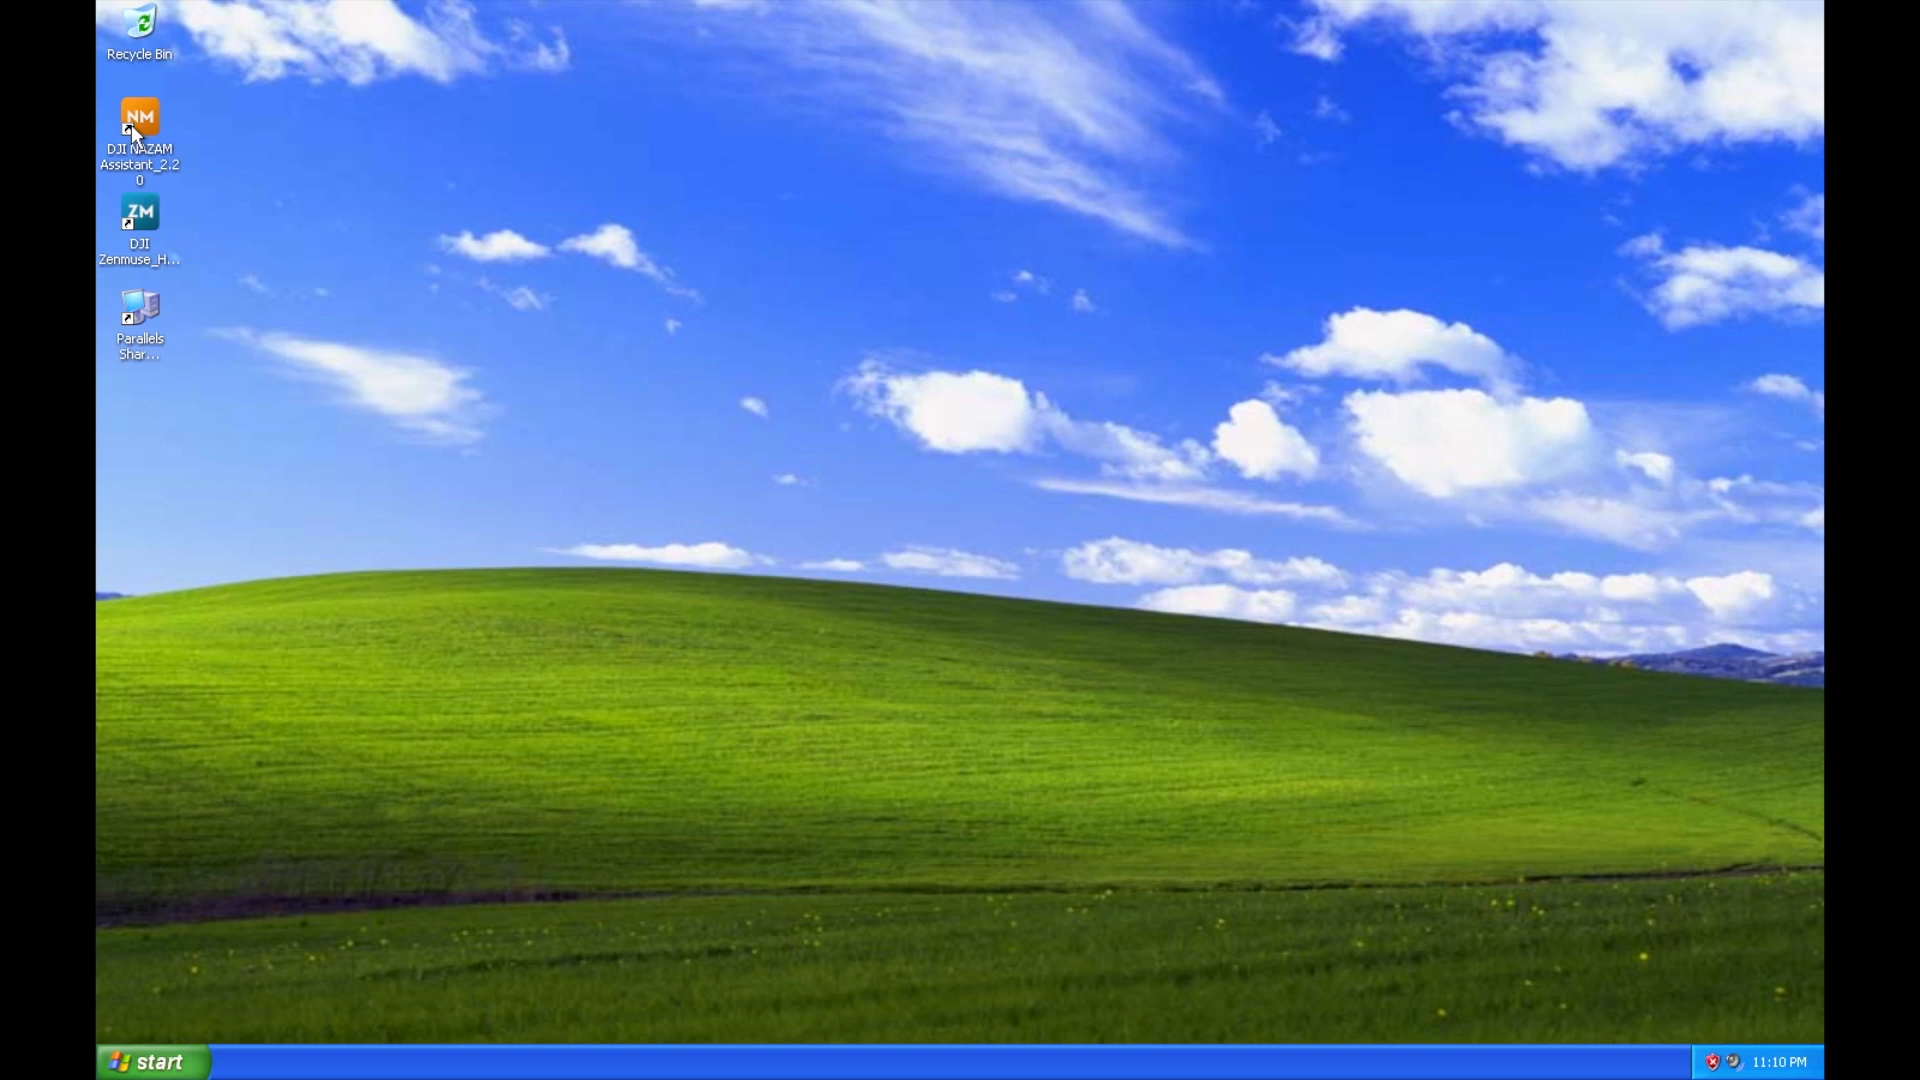 Recycle Bin
NM
DJI NAZAM
Assistant_2.2
0
ZM
DJI
Zenmuse_H...
Parallels
Shar...
start
11:10 PM